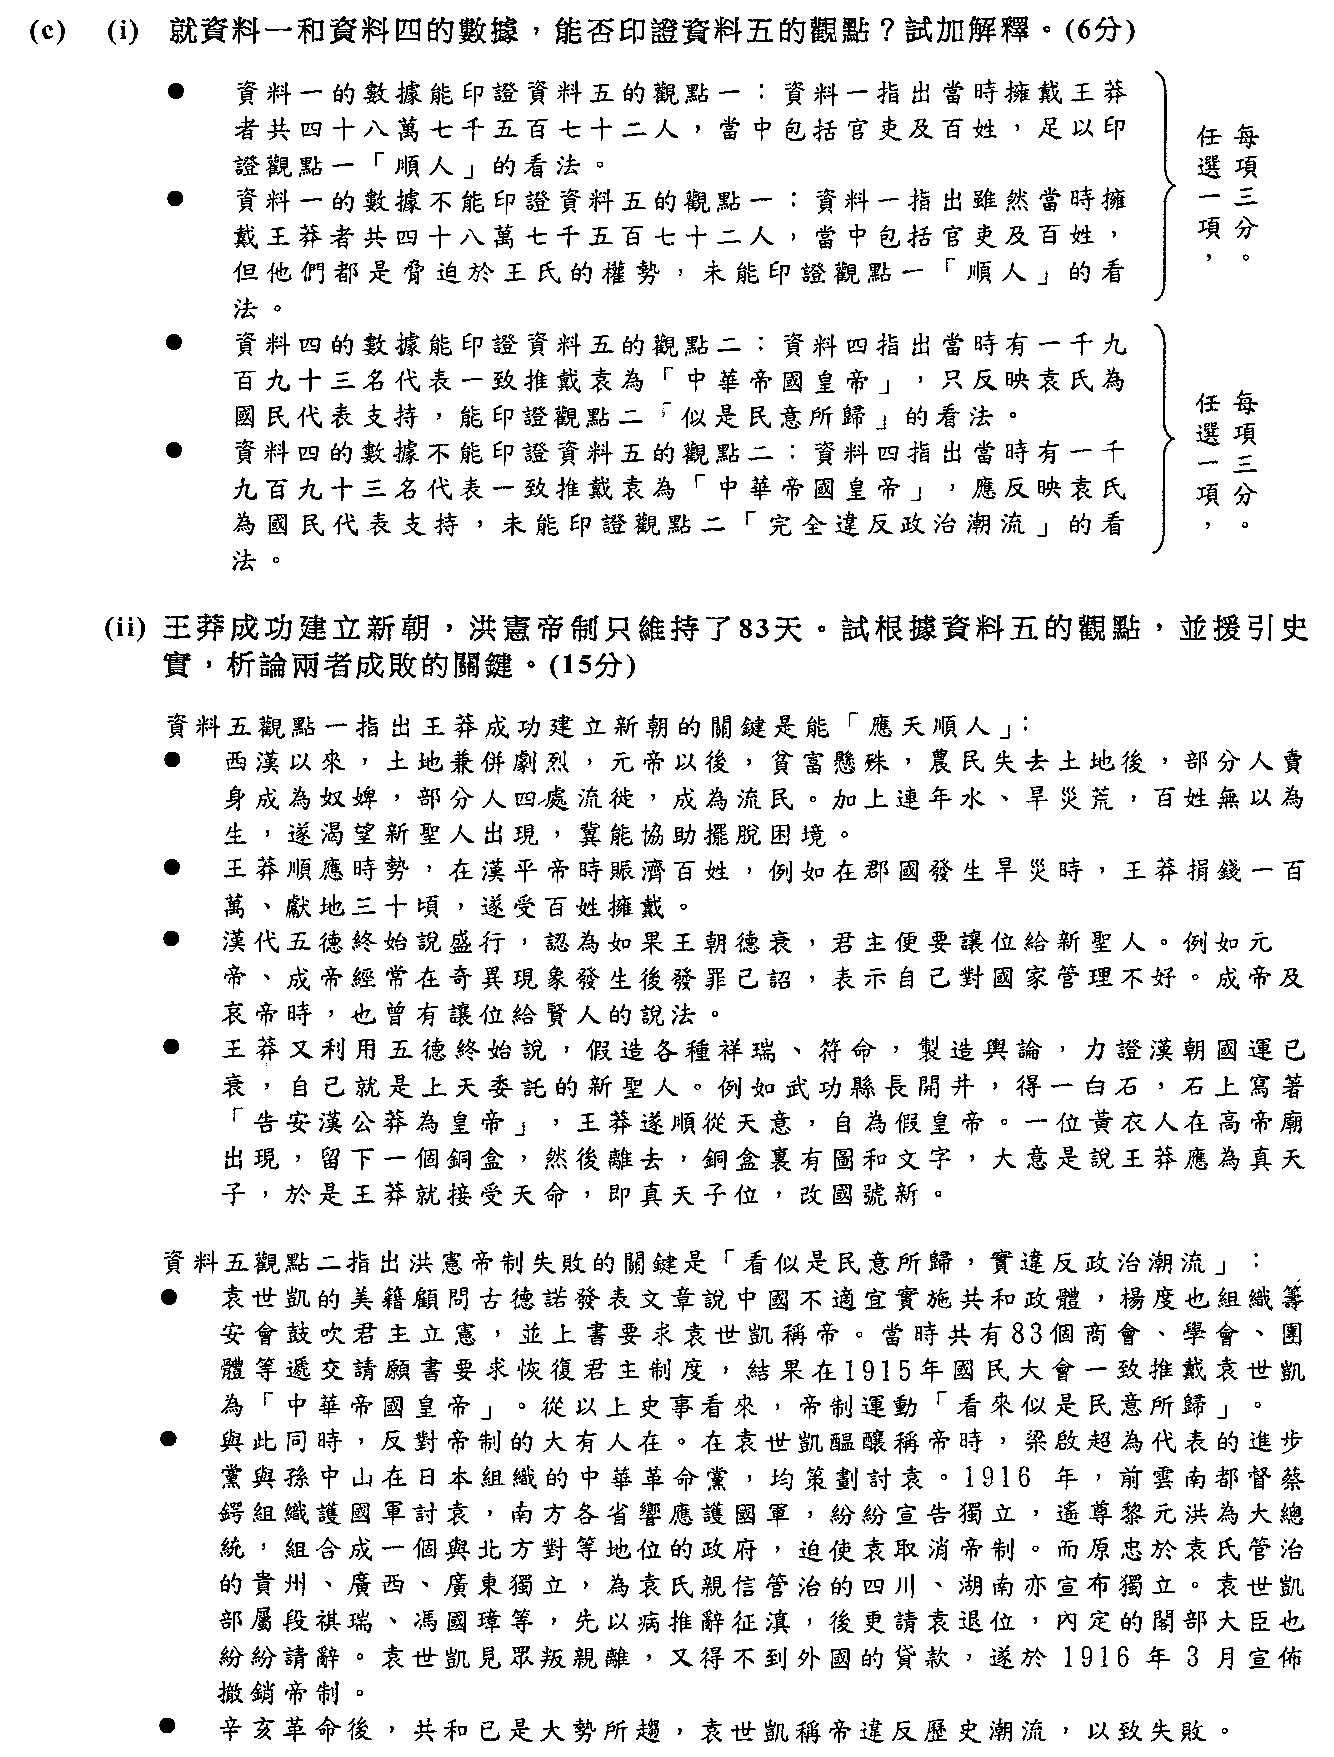 (c) (i) 就資料一和資料四的數據，能否印證資料五的觀點？試加解釋。(6分)
● 資料一的數據能印證資料五的觀點一：資料一指出當時擁戴王莽
者共四十八萬七千五百七十二人，當中包括官吏及百姓，足以印
證觀點一「順人」的看法。
● 資料一的數據不能印證資料五的觀點一：資料一指出雖然當時擁
戴王莽者共四十八萬七千五百七十二人，當中包括官吏及百姓，
但他們都是脅迫於王氏的權勢，未能印證觀點一「順人」的看
法。
每項三分。
任選一項，
● 資料四的數據能印證資料五的觀點二：資料四指出當時有一千九
百九十三名代表一致推戴袁為「中華帝國皇帝」，只反映袁氏為
國民代表支持，能印證觀點二「似是民意所歸」的看法。
● 資料四的數據不能印證資料五的觀點二：資料四指出當時有一千
九百九十三名代表一致推戴袁為「中華帝國皇帝」，應反映袁氏
為國民代表支持，未能印證觀點二「完全違反政治潮流」的看
法。
每項三分。
任選一項，
(ii) 王莽成功建立新朝，洪憲帝制只維持了83天。試根據資料五的觀點，並援引史
實，析論兩者成敗的關鍵。(15分)
資料五觀點一指出王莽成功建立新朝的關鍵是能「應天順人」：
● 西漢以來，土地兼併劇烈，元帝以後，貧富懸殊，農民失去土地後，部分人賣
身成為奴婢，部分人四處流徙，成為流民。加上連年水、旱災荒，百姓無以為
生，遂渴望新聖人出現，冀能協助擺脫困境。
● 王莽順應時勢，在漢平帝時賑濟百姓，例如在郡國發生旱災時，王莽捐錢一百
萬、獻地三十頃，遂受百姓擁戴。
● 漢代五德終始說盛行，認為如果王朝德衰，君主便要讓位給新聖人。例如元
帝、成帝經常在奇異現象發生後發罪己詔，表示自己對國家管理不好。成帝及
哀帝時，也曾有讓位給賢人的說法。
● 王莽又利用五德終始說，假造各種祥瑞、符命，製造輿論，力證漢朝國運已
衰，自己就是上天委託的新聖人。例如武功縣長開井，得一白石，石上寫著
「告安漢公莽為皇帝」，王莽遂順從天意，自為假皇帝。一位黃衣人在高帝廟
出現，留下一個銅盒，然後離去，銅盒裏有圖和文字，大意是說王莽應為真天
子，於是王莽就接受天命，即真天子位，改國號新。
資料五觀點二指出洪憲帝制失敗的關鍵是「看似是民意所歸，實違反政治潮流」：
● 袁世凱的美籍顧問古德諾發表文章說中國不適宜實施共和政體，楊度也組織籌
安會鼓吹君主立憲，並上書要求袁世凱稱帝。當時共有83個商會、學會、團
體等遞交請願書要求恢復君主制度，結果在1915年國民大會一致推戴袁世凱
為「中華帝國皇帝」。從以上史事看來，帝制運動「看來似是民意所歸」。
● 與此同時，反對帝制的大有人在。在袁世凱醞釀稱帝時，梁啟超為代表的進步
黨與孫中山在日本組織的中華革命黨，均策劃討袁。1916 年，前雲南都督蔡
鍔組織護國軍討袁，南方各省響應護國軍，紛紛宣告獨立，遙尊黎元洪為大總
統，組合成一個與北方對等地位的政府，迫使袁取消帝制。而原忠於袁氏管治
的貴州、廣西、廣東獨立，為袁氏親信管治的四川、湖南亦宣布獨立。袁世凱
部屬段祺瑞、馮國璋等，先以病推辭征滇，後更請袁退位，內定的閣部大臣也
紛紛請辭。袁世凱見眾叛親離，又得不到外國的貸款，遂於 1916 年 3 月宣佈
撤銷帝制。
● 辛亥革命後，共和已是大勢所趨，袁世凱稱帝違反歷史潮流，以致失敗。